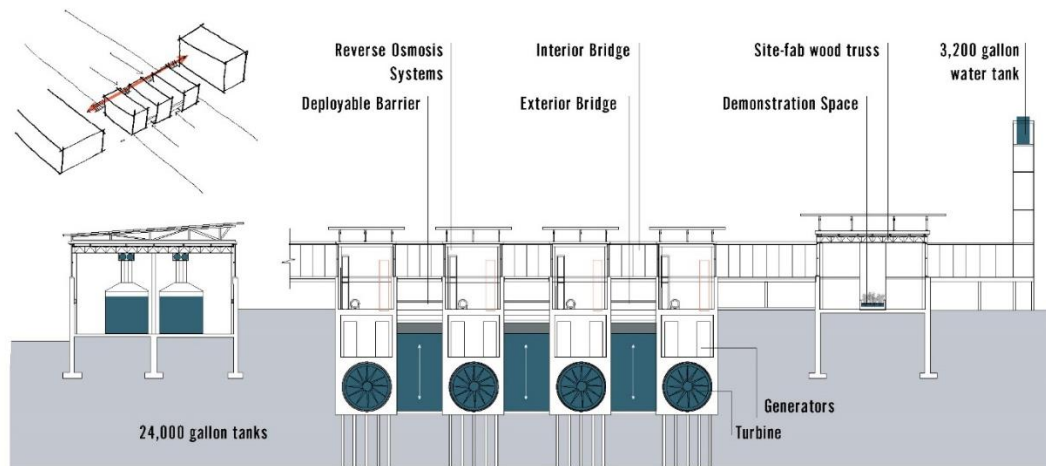 Reverse Osmosis
Systems
Interior Bridge
Site-fab wood truss
3,200 gallon
water tank
Deployable Barrier
Exterior Bridge
Demonstration Space
Generators
24,000 gallon tanks
Turbine